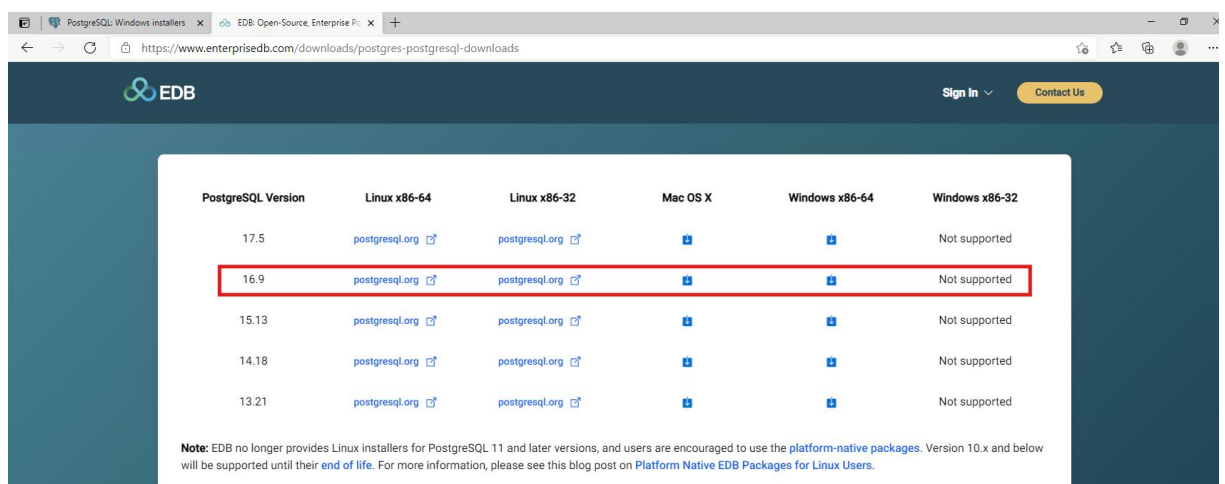 PostgreSQL: Windows installers
EDB: Open-Source, Enterprise Po
https://www.enterprisedb.com/downloads/postgres-postgresql-downloads
EDB
Sign In
Contact Us
PostgreSQL Version Linux x86-64 Linux x86-32 Mac OS X Windows x86-64 Windows x86-32
17.5 postgresql.org postgresql.org Not supported
16.9 postgresql.org postgresql.org Not supported
15.13 postgresql.org postgresql.org Not supported
14.18 postgresql.org postgresql.org Not supported
13.21 postgresql.org postgresql.org Not supported
Note: EDB no longer provides Linux installers for PostgreSQL 11 and later versions, and users are encouraged to use the platform-native packages. Version 10.x and below
will be supported until their end of life. For more information, please see this blog post on Platform Native EDB Packages for Linux Users.